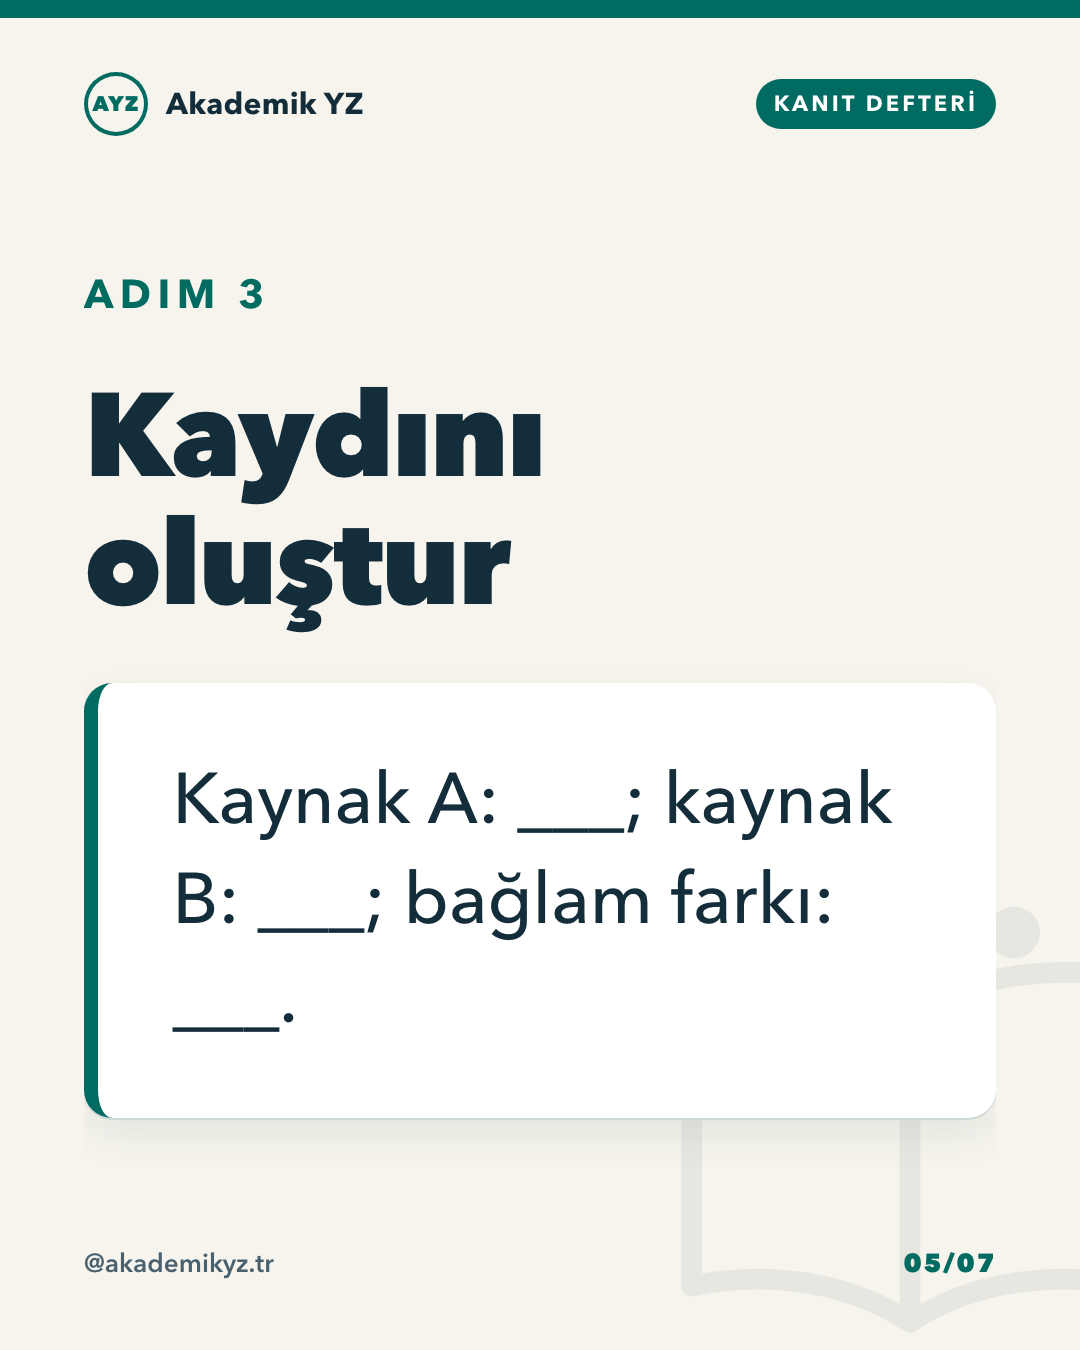 AYZ Akademik YZ
KANIT DEFTERİ
ADIM 3
Kaydını
oluştur
Kaynak A: ___; kaynak
B: ___; bağlam farkı:
___.
@akademikyz.tr
05/07